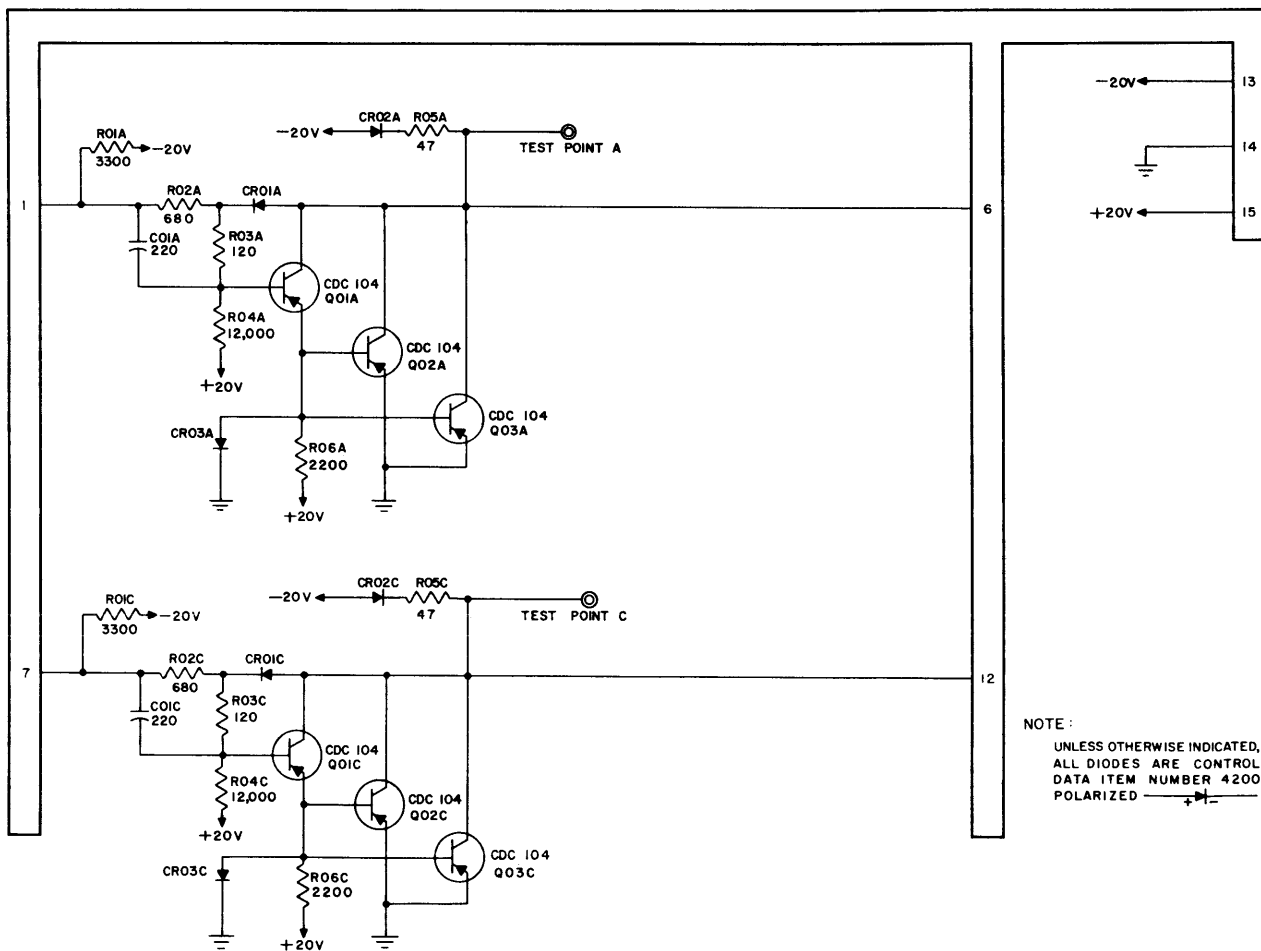 -20V
CR02A
R05A
47
TEST POINT A
R01A
3300
-20V
1
R02A
680
CR01A
6
C01A
220
R03A
120
CDC 104
Q01A
R04A
12,000
+20V
CDC 104
Q02A
CDC 104
Q03A
CR03A
R06A
2200
+20V
-20V
13
14
+20V
15
-20V
CR02C
R05C
47
TEST POINT C
R01C
3300
-20V
7
R02C
680
CR01C
12
C01C
220
R03C
120
CDC 104
Q01C
R04C
12,000
+20V
CDC 104
Q02C
CDC 104
Q03C
CR03C
R06C
2200
+20V
NOTE:
UNLESS OTHERWISE INDICATED,
ALL DIODES ARE CONTROL
DATA ITEM NUMBER 4200
POLARIZED + -